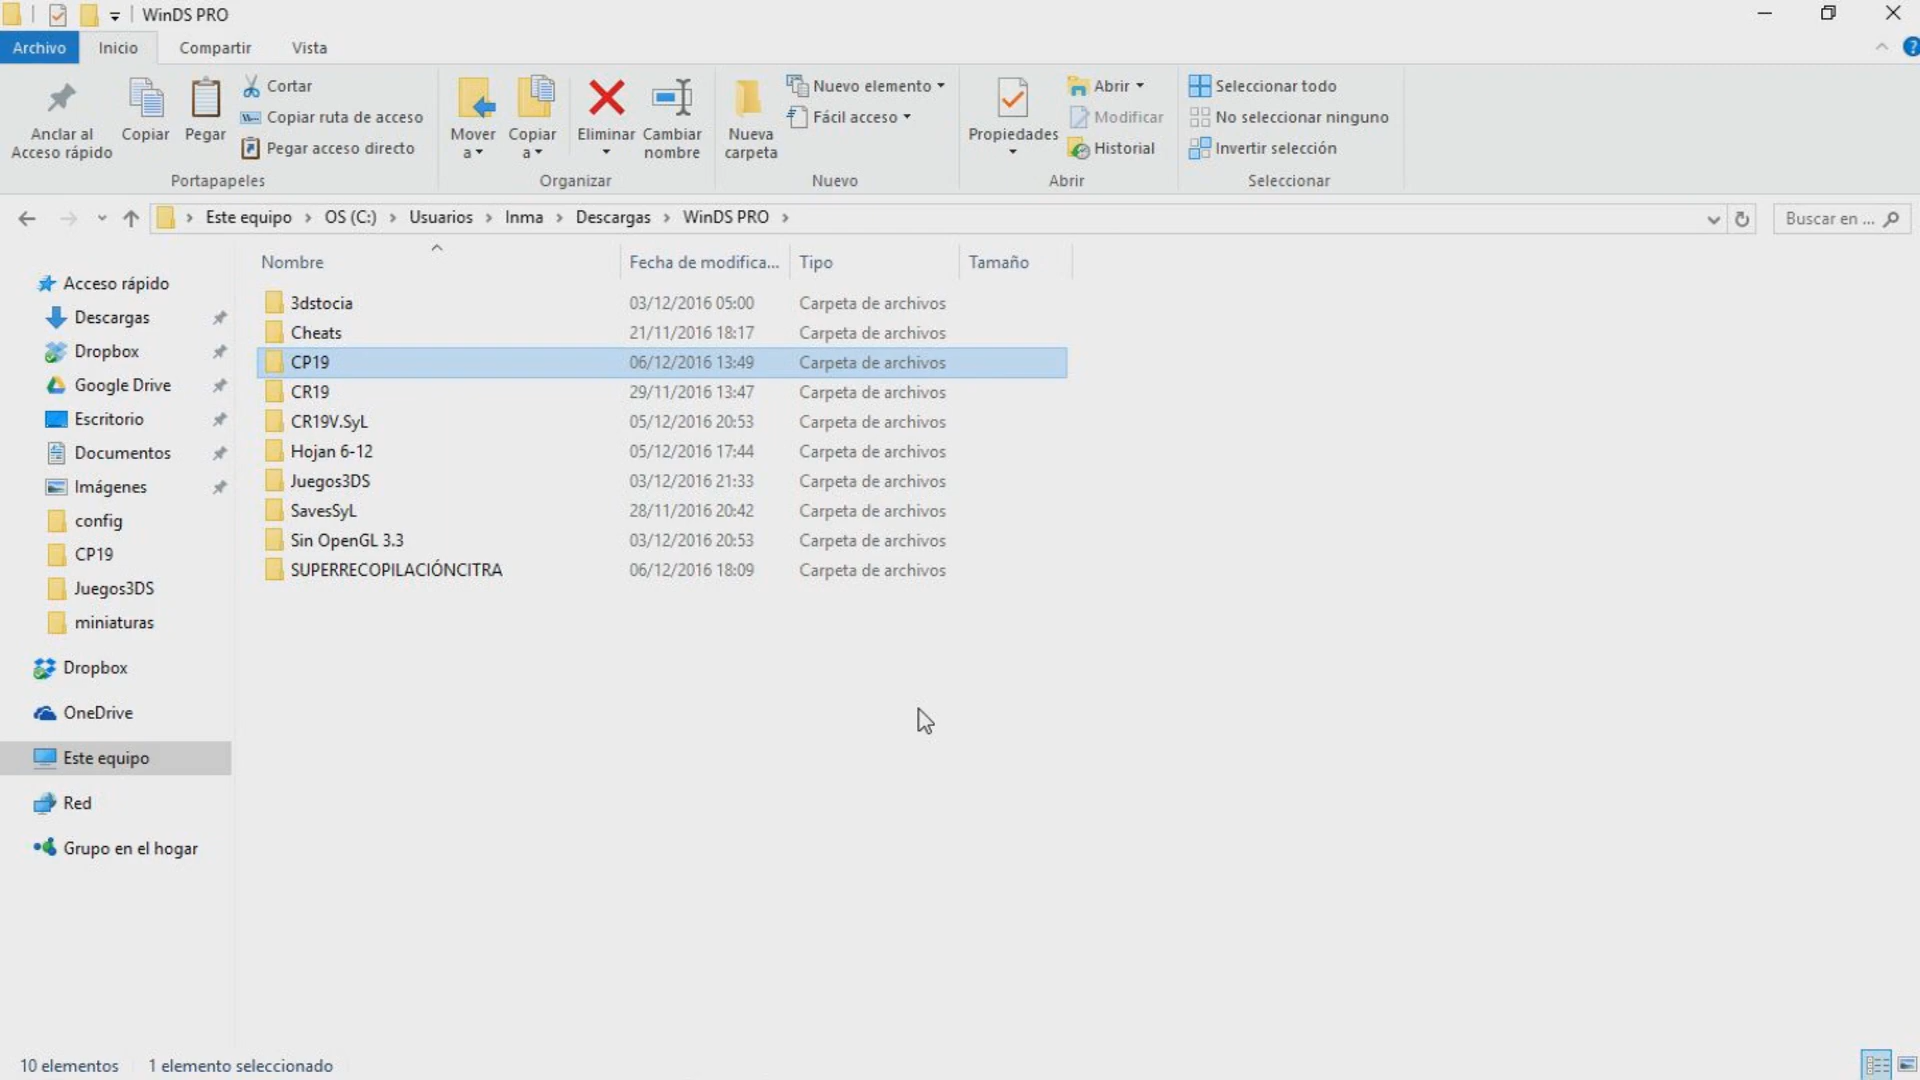 WinDS PRO
Archivo Inicio Compartir Vista
Anclar al Acceso rápido
Copiar
Pegar
Cortar
Copiar ruta de acceso
Pegar acceso directo
Portapapeles
Mover a
Copiar a
Eliminar
Cambiar nombre
Organizar
Nueva carpeta
Nuevo elemento
Fácil acceso
Nuevo
Propiedades
Abrir
Modificar
Historial
Abrir
Seleccionar todo
No seleccionar ninguno
Invertir selección
Seleccionar
Este equipo > OS (C:) > Usuarios > Inma > Descargas > WinDS PRO >
Buscar en ...
Acceso rápido
Descargas
Dropbox
Google Drive
Escritorio
Documentos
Imágenes
config
CP19
Juegos3DS
miniaturas
Dropbox
OneDrive
Este equipo
Red
Grupo en el hogar
Nombre Fecha de modifica... Tipo Tamaño
3dstocia 03/12/2016 05:00 Carpeta de archivos
Cheats 21/11/2016 18:17 Carpeta de archivos
CP19 06/12/2016 13:49 Carpeta de archivos
CR19 29/11/2016 13:47 Carpeta de archivos
CR19V.SyL 05/12/2016 20:53 Carpeta de archivos
Hojan 6-12 05/12/2016 17:44 Carpeta de archivos
Juegos3DS 03/12/2016 21:33 Carpeta de archivos
SavesSyL 28/11/2016 20:42 Carpeta de archivos
Sin OpenGL 3.3 03/12/2016 20:53 Carpeta de archivos
SUPERRECOPILACIÓNCITRA 06/12/2016 18:09 Carpeta de archivos
10 elementos 1 elemento seleccionado